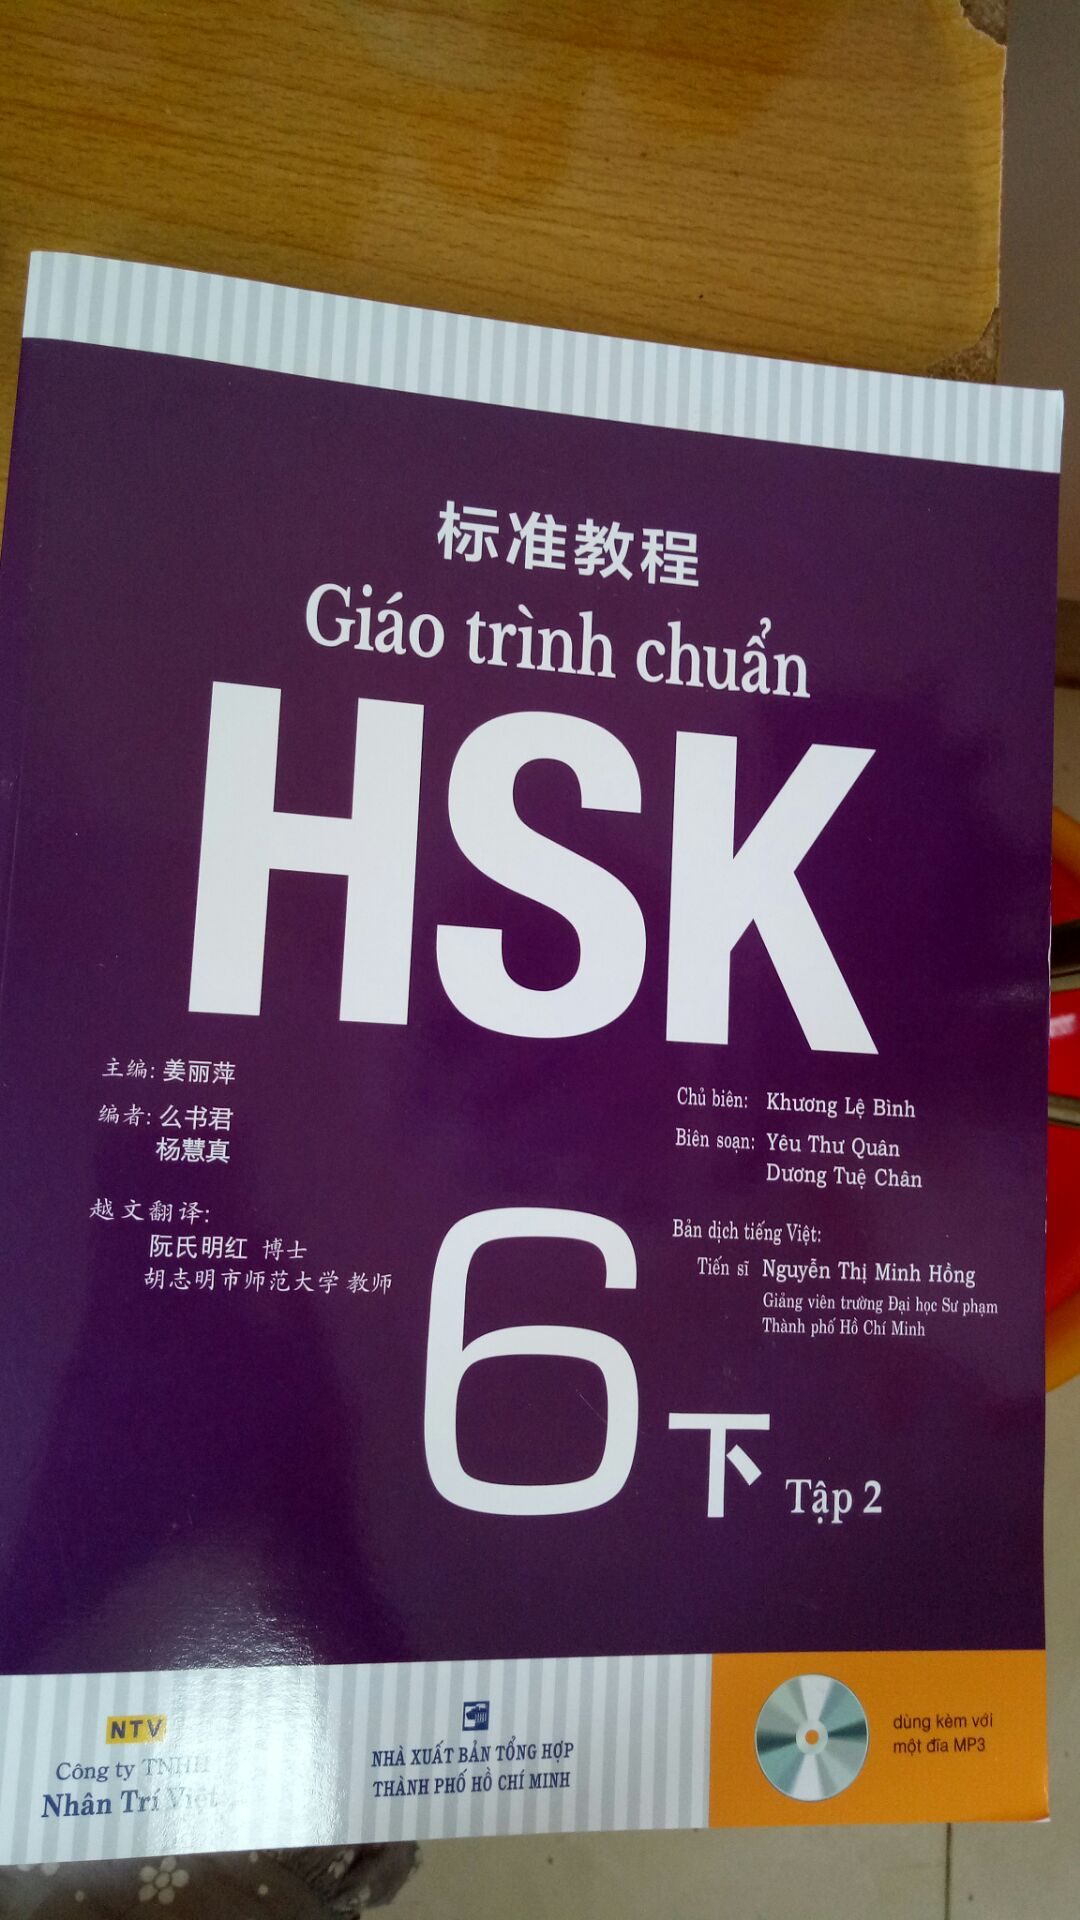 标准教程
Giáo trình chuẩn
HSK
主编: 姜丽萍
编者: 么书君
杨慧真
越文翻译:
阮氏明红 博士
胡志明市师范大学 教师
Chủ biên: Khương Lệ Bình
Biên soạn: Yêu Thư Quân
Dương Tuệ Chân
Bản dịch tiếng Việt:
Tiến sĩ Nguyễn Thị Minh Hồng
Giảng viên trường Đại học Sư phạm
Thành phố Hồ Chí Minh
6 下 Tập 2
NTV
Công ty TNHH
Nhân Trí Việt
NHÀ XUẤT BẢN TỔNG HỢP
THÀNH PHỐ HỒ CHÍ MINH
dùng kèm với
một đĩa MP3